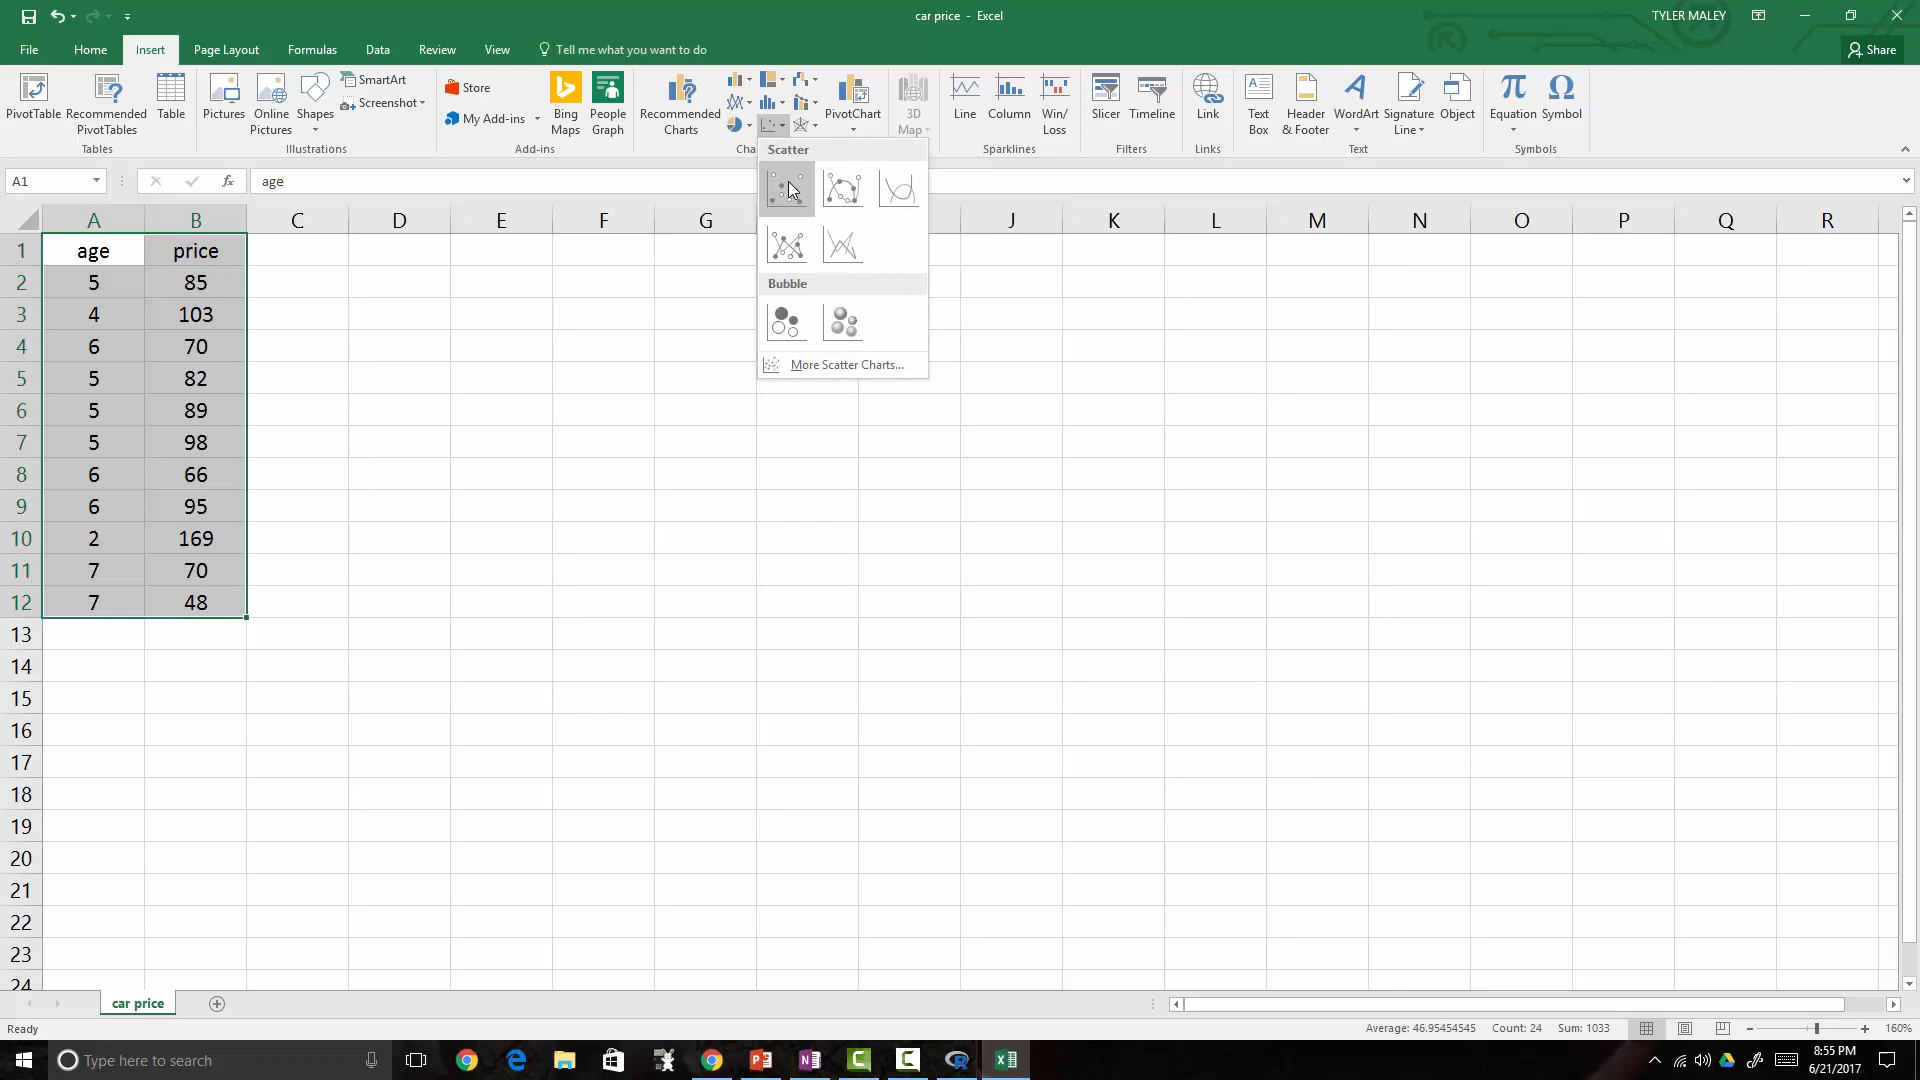 car price - Excel
TYLER MALEY
File Home Insert Page Layout Formulas Data Review View Tell me what you want to do Share
PivotTable Recommended PivotTables Table
Tables
Pictures Online Pictures Shapes SmartArt Screenshot
Illustrations
Store My Add-ins Bing Maps People Graph
Add-ins
Recommended Charts PivotChart 3D Map
Cha
Line Column Win/Loss
Sparklines
Slicer Timeline
Filters
Link
Links
Text Box Header & Footer WordArt Signature Line Object
Text
Equation Symbol
Symbols
A1 fx age
Scatter
Bubble
More Scatter Charts...
A B C D E F G J K L M N O P Q R
1 age price
2 5 85
3 4 103
4 6 70
5 5 82
6 5 89
7 5 98
8 6 66
9 6 95
10 2 169
11 7 70
12 7 48
13
14
15
16
17
18
19
20
21
22
23
24
car price
Ready Average: 46.95454545 Count: 24 Sum: 1033 160%
Type here to search
8:55 PM
6/21/2017